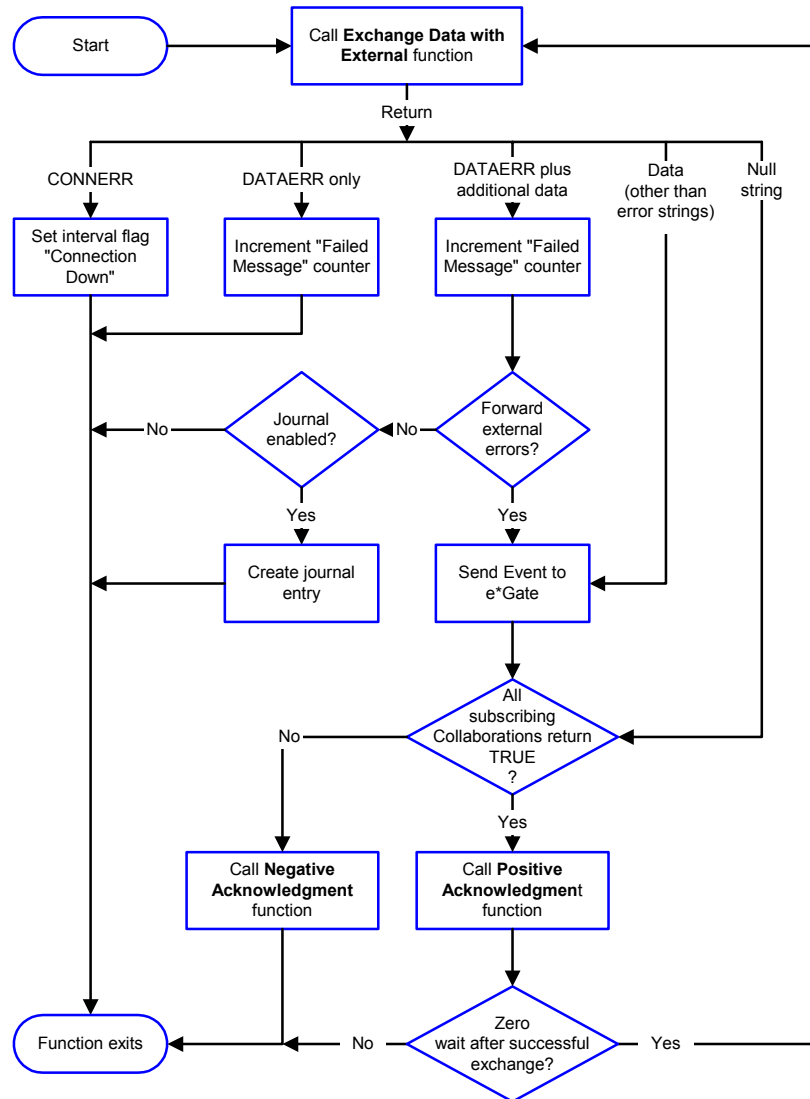 Start
Call Exchange Data with
External function
Return
CONNERR
DATAERR only
DATAERR plus
additional data
Data
(other than
error strings)
Null
string
Set interval flag
"Connection
Down"
Increment "Failed
Message" counter
Increment "Failed
Message" counter
No
Journal
enabled?
No
Forward
external
errors?
Yes
Yes
Create journal
entry
Send Event to
e*Gate
No
All
subscribing
Collaborations return
TRUE
?
Yes
Call Negative
Acknowledgment
function
Call Positive
Acknowledgment
function
Function exits
No
Zero
wait after successful
exchange?
Yes